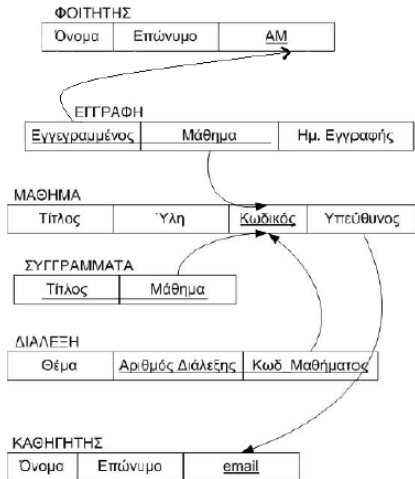 ΦΟΙΤΗΤΗΣ
Όνομα Επώνυμο ΑΜ
ΕΓΓΡΑΦΗ
Εγγεγραμμένος Μάθημα Ημ. Εγγραφής
ΜΑΘΗΜΑ
Τίτλος Ύλη Κωδικός Υπεύθυνος
ΣΥΓΓΡΑΜΜΑΤΑ
Τίτλος Μάθημα
ΔΙΑΛΕΞΗ
Θέμα Αριθμός Διάλεξης Κωδ_Μαθήματος
ΚΑΘΗΓΗΤΗΣ
Όνομα Επώνυμο email